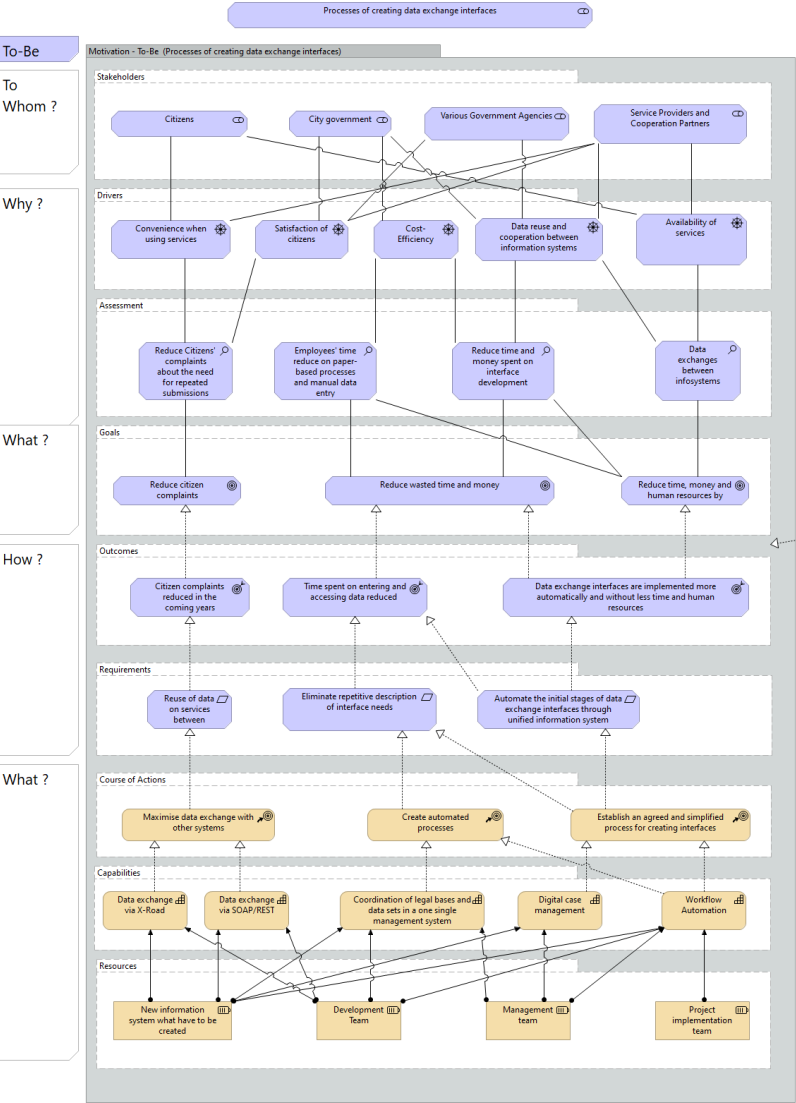 Processes of creating data exchange interfaces
To-Be
Motivation - To-Be (Processes of creating data exchange interfaces)
To
Whom ?
Stakeholders
Citizens
City government
Various Government Agencies
Service Providers and
Cooperation Partners
Why ?
Drivers
Convenience when
using services
Satisfaction of
citizens
Cost-
Efficiency
Data reuse and
cooperation between
information systems
Availability of
services
Assessment
Reduce Citizens'
complaints
about the need
for repeated
submissions
Employees' time
reduce on paper-
based processes
and manual data
entry
Reduce time and
money spent on
interface
development
Data
exchanges
between
infosystems
What ?
Goals
Reduce citizen
complaints
Reduce wasted time and money
Reduce time, money and
human resources by
How ?
Outcomes
Citizen complaints
reduced in the
coming years
Time spent on entering and
accessing data reduced
Data exchange interfaces are implemented more
automatically and without less time and human
resources
Requirements
Reuse of data
on services
between
Eliminate repetitive description
of interface needs
Automate the initial stages of data
exchange interfaces through
unified information system
What ?
Course of Actions
Maximise data exchange with
other systems
Create automated
processes
Establish an agreed and simplified
process for creating interfaces
Capabilities
Data exchange
via X-Road
Data exchange
via SOAP/REST
Coordination of legal bases and
data sets in a one single
management system
Digital case
management
Workflow
Automation
Resources
New information
system what have to be
created
Development
Team
Management
team
Project
implementation
team